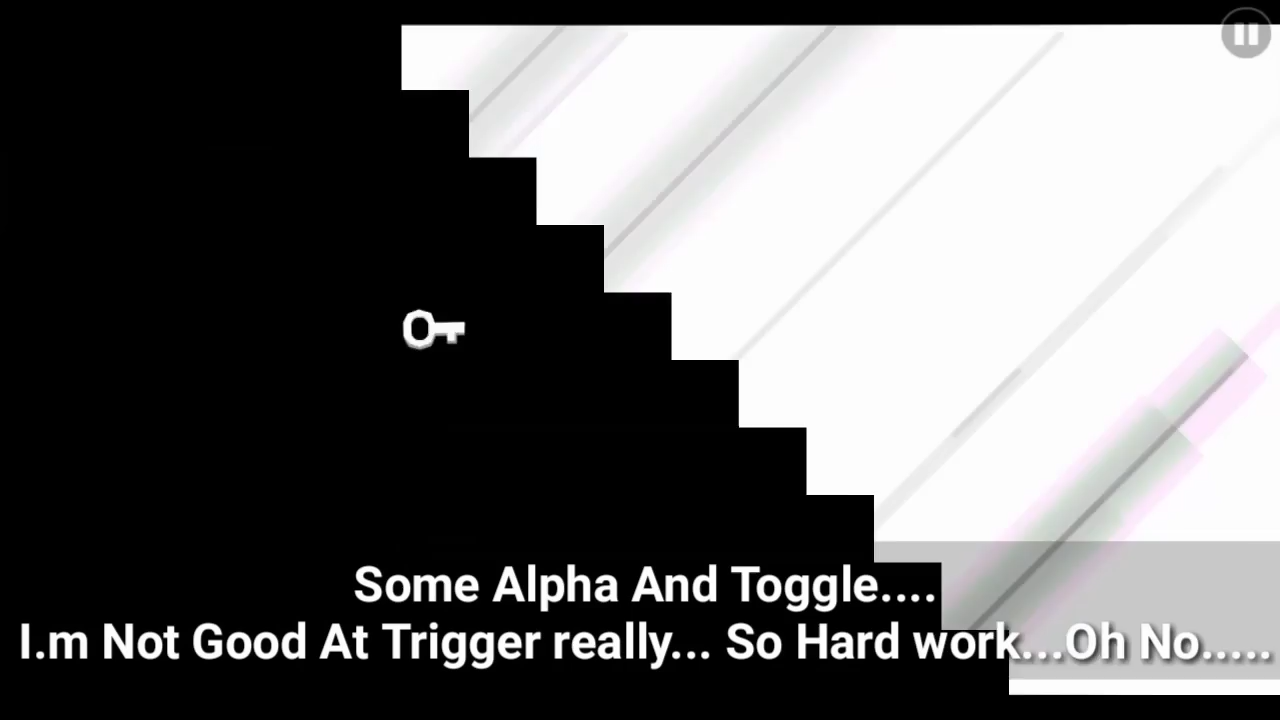 Some Alpha And Toggle....
I.m Not Good At Trigger really... So Hard work...Oh No.....